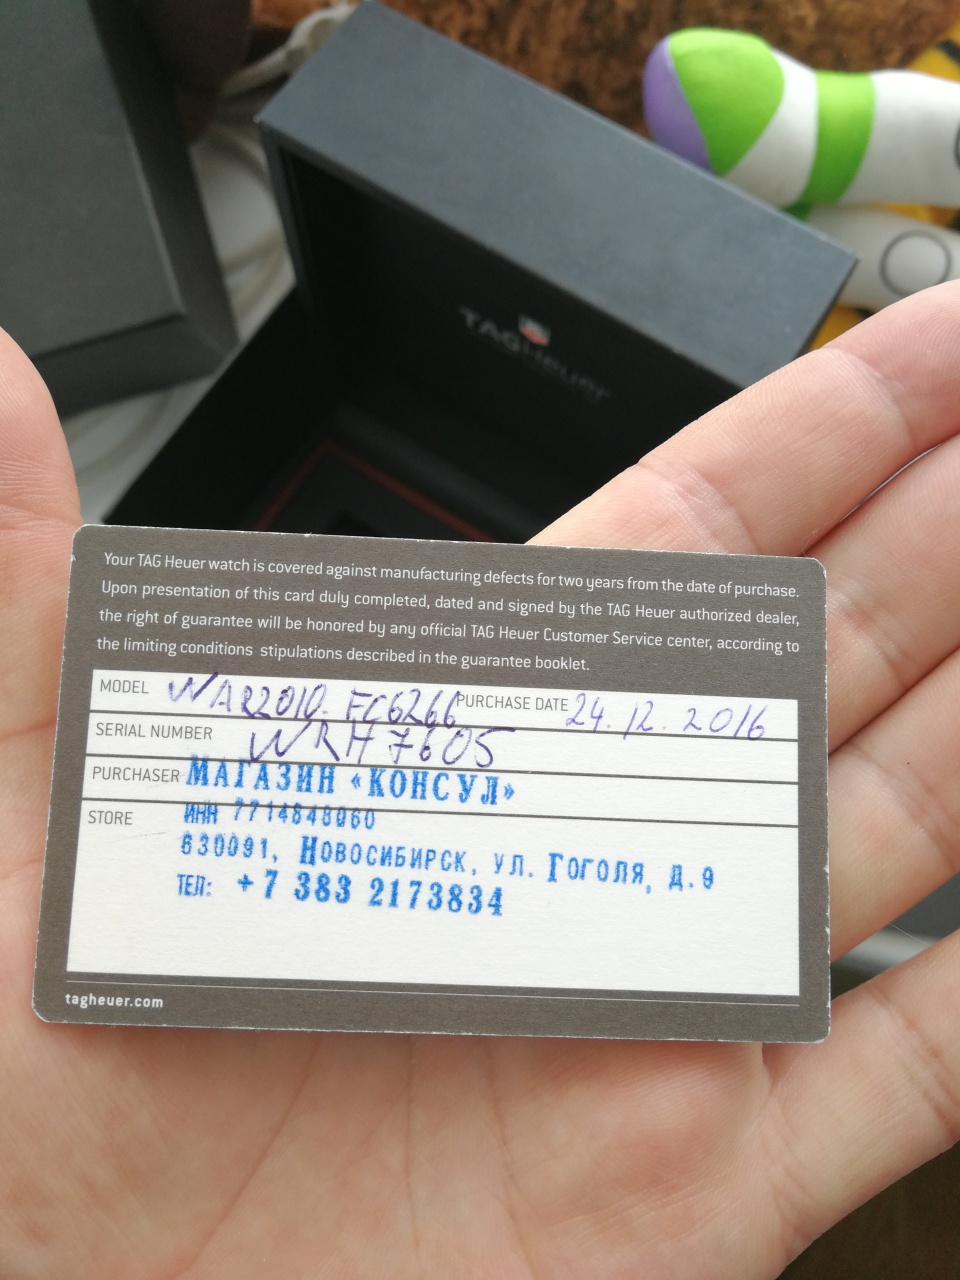 TAGHEUER
Your TAG Heuer watch is covered against manufacturing defects for two years from the date of purchase.
Upon presentation of this card duly completed, dated and signed by the TAG Heuer authorized dealer,
the right of guarantee will be honored by any official TAG Heuer Customer Service center, according to
the limiting conditions stipulations described in the guarantee booklet.
MODEL WAR2010. FC6266 PURCHASE DATE 24.12.2016
SERIAL NUMBER WRH7605
PURCHASER МАГАЗИН «КОНСУЛ»
STORE ИНН 7714848060
630091, НОВОСИБИРСК, УЛ. ГОГОЛЯ, Д.9
ТЕЛ: +7 383 2173834
tagheuer.com